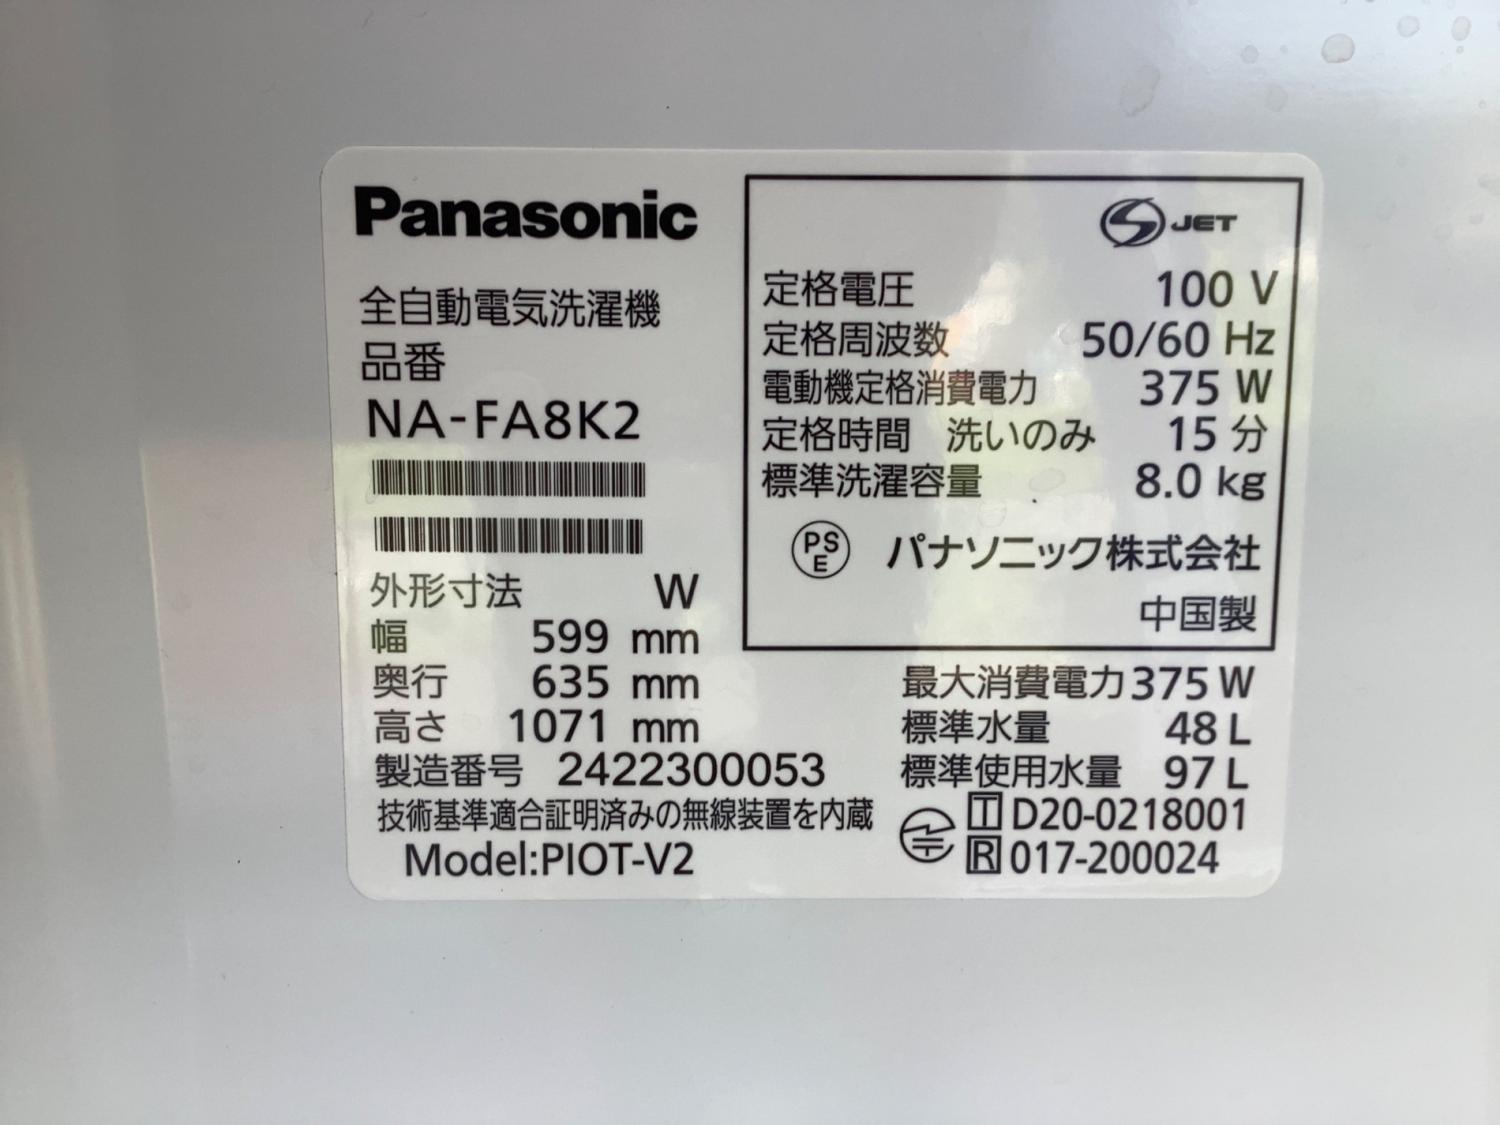 Panasonic
全自動電気洗濯機
品番
NA-FA8K2
外形寸法 W
幅 599 mm
奥行 635 mm
高さ 1071 mm
製造番号 2422300053
技術基準適合証明済みの無線装置を内蔵
Model:PIOT-V2
S JET
定格電圧 100 V
定格周波数 50/60 Hz
電動機定格消費電力 375 W
定格時間 洗いのみ 15 分
標準洗濯容量 8.0 kg
PS E パナソニック株式会社
中国製
最大消費電力 375 W
標準水量 48 L
標準使用水量 97 L
T D20-0218001
R 017-200024